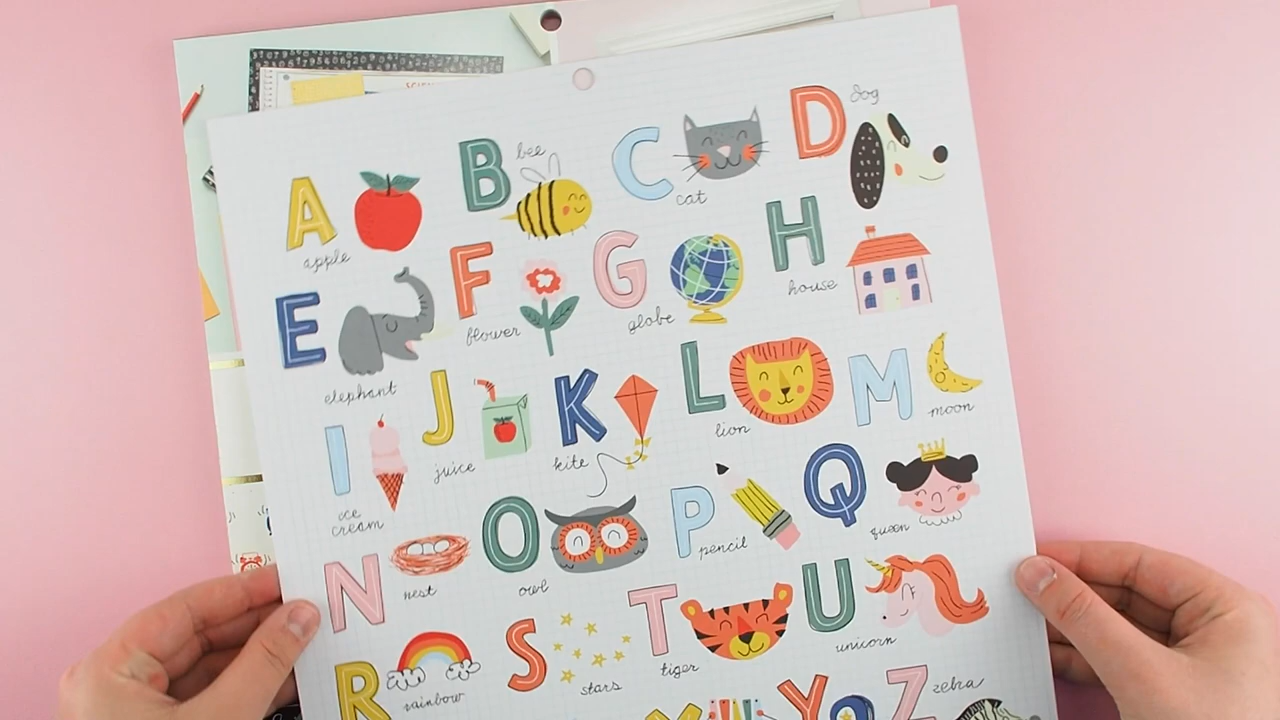 A
apple
B
bee
C
cat
D
dog
E
elephant
F
flower
G
globe
H
house
I
ice
cream
J
juice
K
kite
L
lion
M
moon
N
nest
O
owl
P
pencil
Q
queen
R
rainbow
S
stars
T
tiger
U
unicorn
Y
Z
zebra